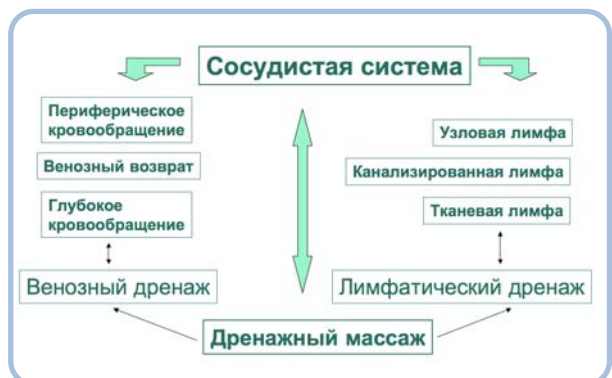 Сосудистая система
Периферическое
кровообращение
Венозный возврат
Глубокое
кровообращение
Венозный дренаж
Узловая лимфа
Канализированная лимфа
Тканевая лимфа
Лимфатический дренаж
Дренажный массаж